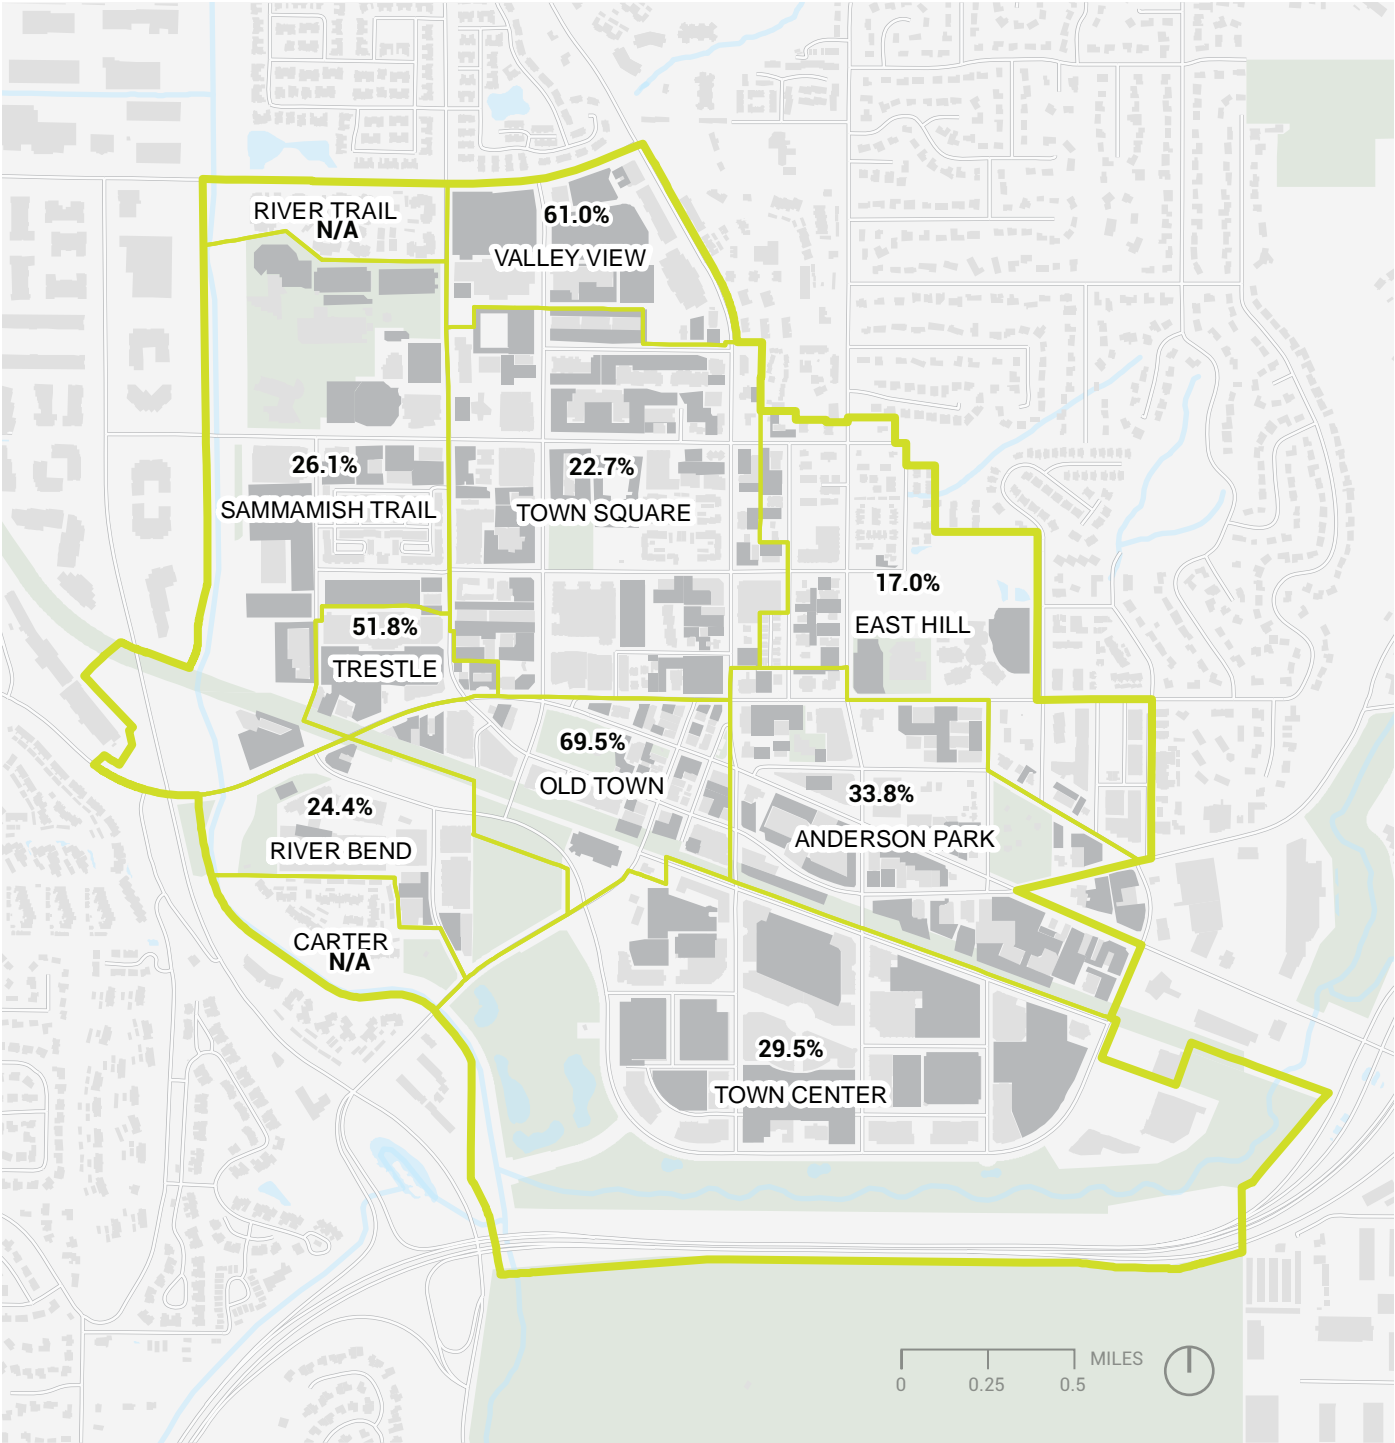 RIVER TRAIL
N/A
61.0%
VALLEY VIEW
26.1%
SAMMAMISH TRAIL
22.7%
TOWN SQUARE
17.0%
EAST HILL
51.8%
TRESTLE
69.5%
OLD TOWN
33.8%
ANDERSON PARK
24.4%
RIVER BEND
CARTER
N/A
29.5%
TOWN CENTER
MILES
0 0.25 0.5